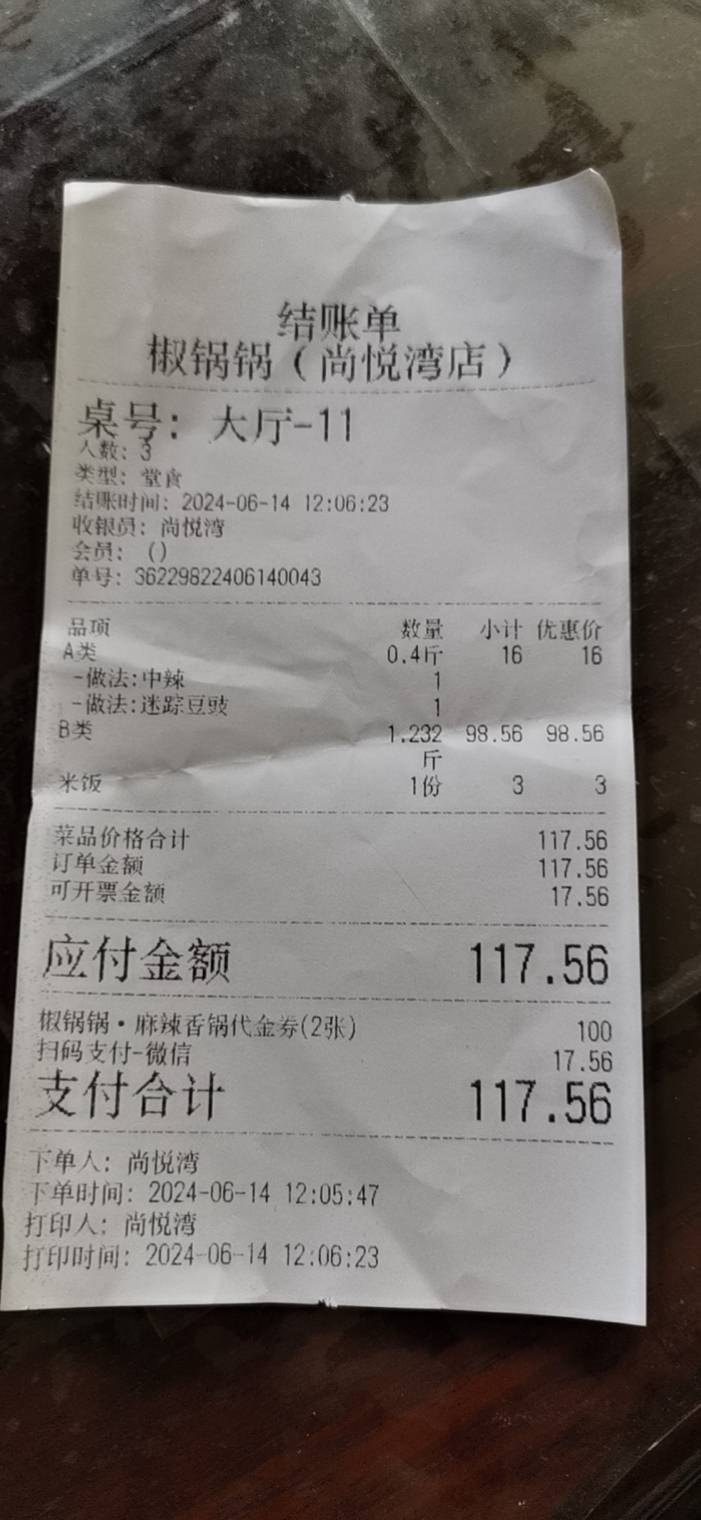 结账单
椒锅锅（尚悦湾店）
桌号：大厅-11
人数：3
类型：堂食
结账时间：2024-06-14 12:06:23
收银员：尚悦湾
会员：（）
单号：36229822406140043
品项 数量 小计 优惠价
A类 0.4斤 16 16
-做法:中辣 1
-做法:迷踪豆豉 1
B类 1.232 98.56 98.56
斤
米饭 1份 3 3
菜品价格合计 117.56
订单金额 117.56
可开票金额 17.56
应付金额 117.56
椒锅锅·麻辣香锅代金券(2张) 100
扫码支付-微信 17.56
支付合计 117.56
下单人：尚悦湾
下单时间：2024-06-14 12:05:47
打印人：尚悦湾
打印时间：2024-06-14 12:06:23